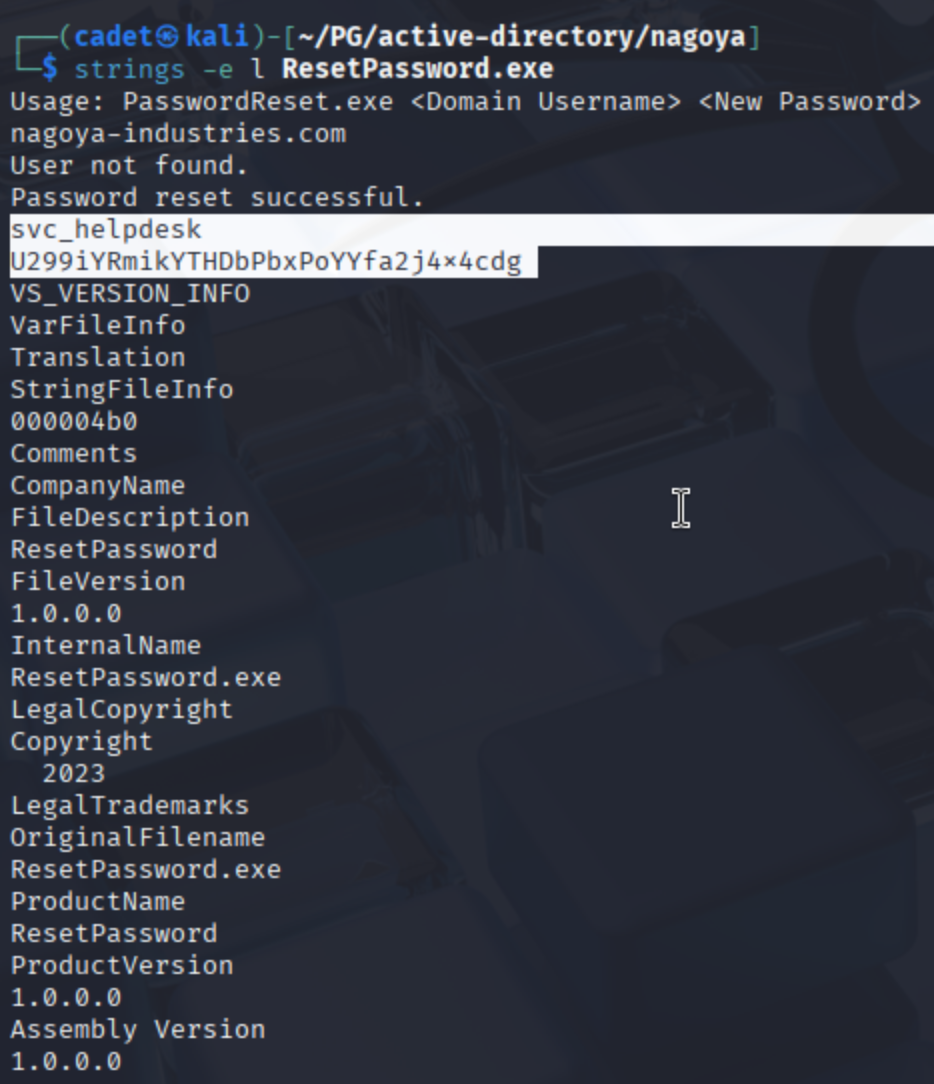 ┌──(cadet㉿kali)-[~/PG/active-directory/nagoya]
└─$ strings -e l ResetPassword.exe
Usage: PasswordReset.exe <Domain Username> <New Password>
nagoya-industries.com
User not found.
Password reset successful.
svc_helpdesk
U299iYRmikYTHDbPbxPoYYfa2j4x4cdg
VS_VERSION_INFO
VarFileInfo
Translation
StringFileInfo
000004b0
Comments
CompanyName
FileDescription
ResetPassword
FileVersion
1.0.0.0
InternalName
ResetPassword.exe
LegalCopyright
Copyright
  2023
LegalTrademarks
OriginalFilename
ResetPassword.exe
ProductName
ResetPassword
ProductVersion
1.0.0.0
Assembly Version
1.0.0.0